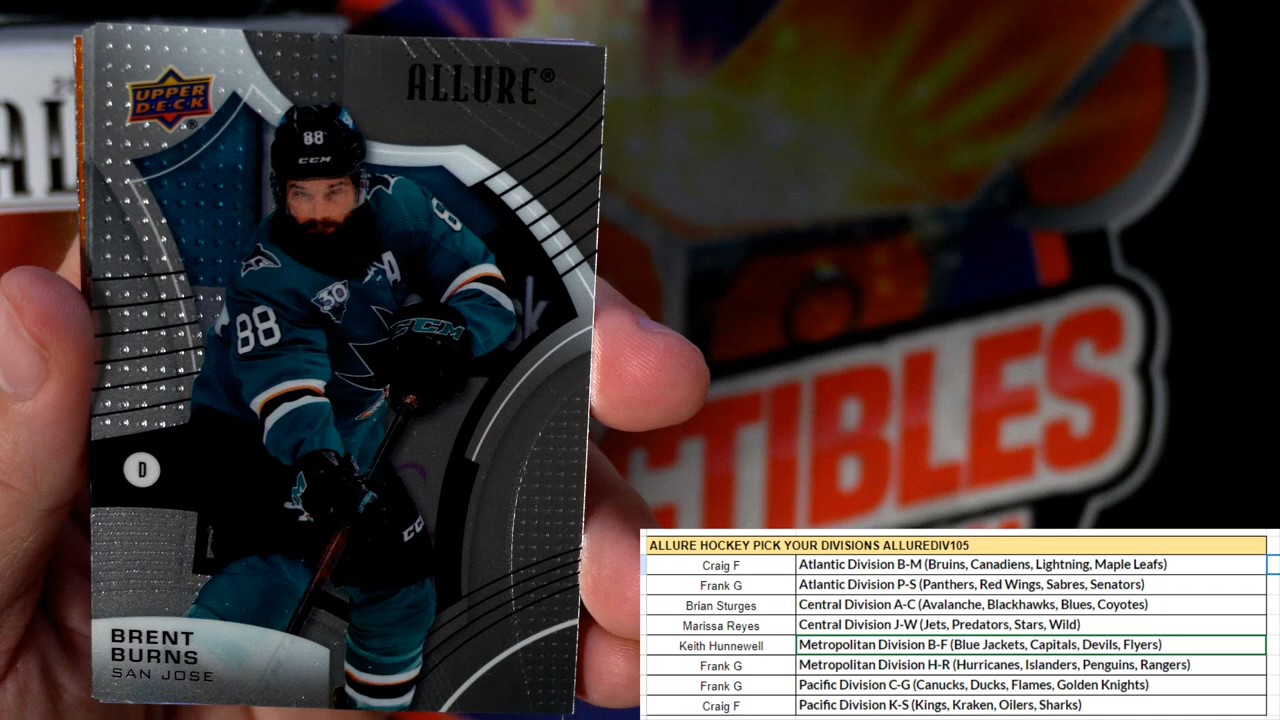 UPPER
D·E·C·K
ALLURE®
88
CCM
8
A
30
88
CCM
D
BRENT
BURNS
SAN JOSE
TIBLES
ALLURE HOCKEY PICK YOUR DIVISIONS ALLUREDIV105
Craig F Atlantic Division B-M (Bruins, Canadiens, Lightning, Maple Leafs)
Frank G Atlantic Division P-S (Panthers, Red Wings, Sabres, Senators)
Brian Sturges Central Division A-C (Avalanche, Blackhawks, Blues, Coyotes)
Marissa Reyes Central Division J-W (Jets, Predators, Stars, Wild)
Keith Hunnewell Metropolitan Division B-F (Blue Jackets, Capitals, Devils, Flyers)
Frank G Metropolitan Division H-R (Hurricanes, Islanders, Penguins, Rangers)
Frank G Pacific Division C-G (Canucks, Ducks, Flames, Golden Knights)
Craig F Pacific Division K-S (Kings, Kraken, Oilers, Sharks)